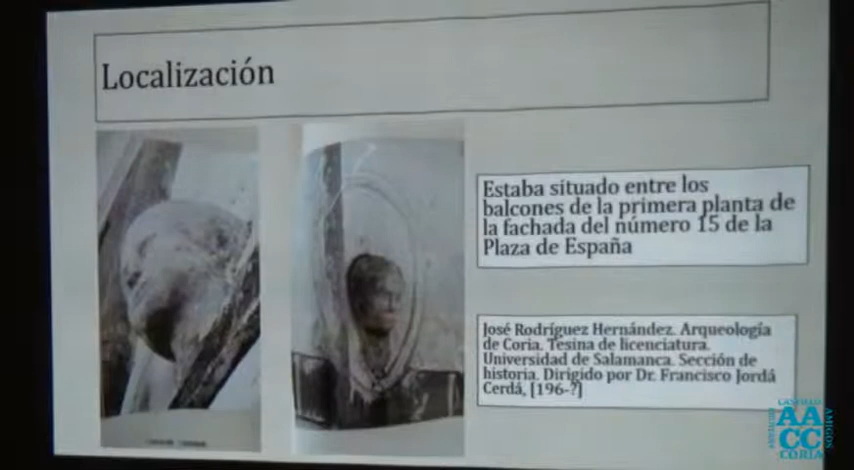 Localización
Estaba situado entre los
balcones de la primera planta de
la fachada del número 15 de la
Plaza de España
José Rodríguez Hernández. Arqueología
de Coria. Tesina de licenciatura.
Universidad de Salamanca. Sección de
historia. Dirigido por Dr. Francisco Jordá
Cerdá, [196-?]
CASTILLO
AMIGOS
AA
CC
CORIA